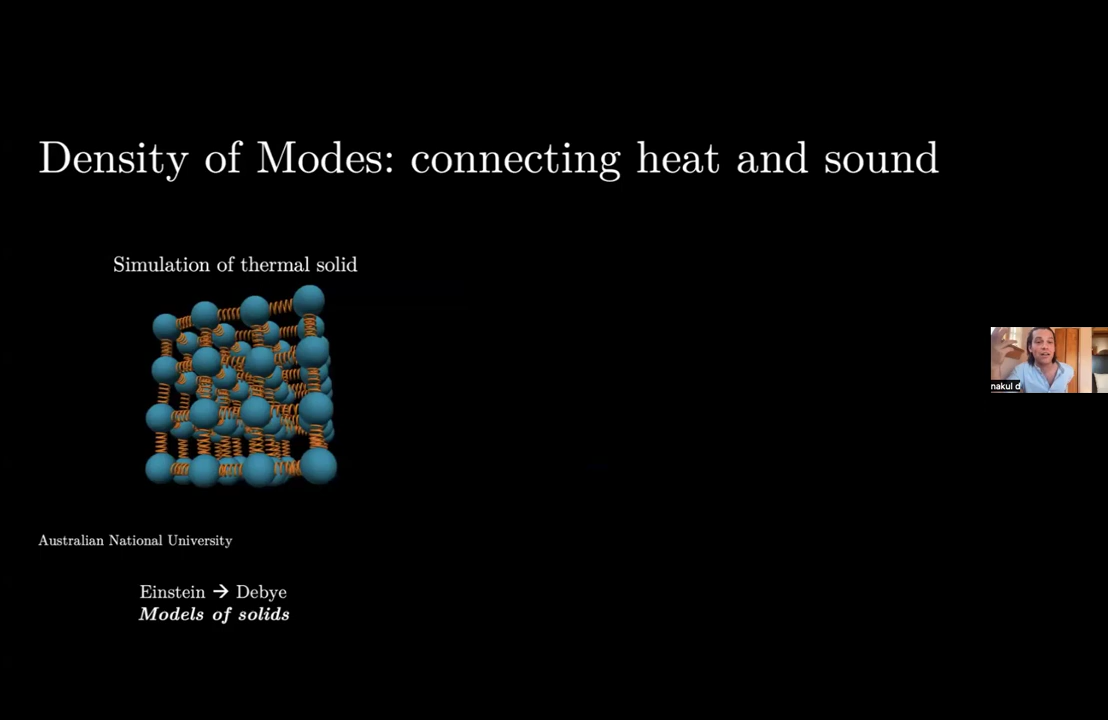 Density of Modes: connecting heat and sound
Simulation of thermal solid
nakul d
Australian National University
Einstein → Debye
Models of solids